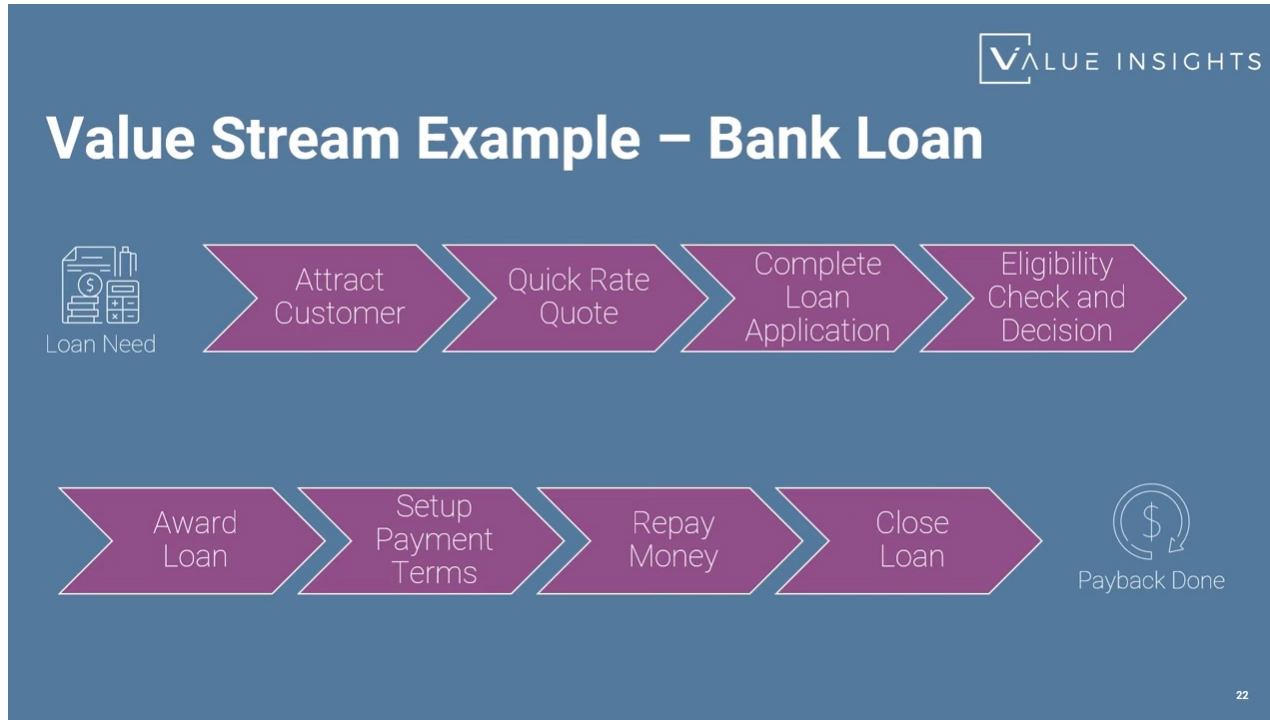 VALUE INSIGHTS
Value Stream Example – Bank Loan
Loan Need
Attract
Customer
Quick Rate
Quote
Complete
Loan
Application
Eligibility
Check and
Decision
Award
Loan
Setup
Payment
Terms
Repay
Money
Close
Loan
$
Payback Done
22